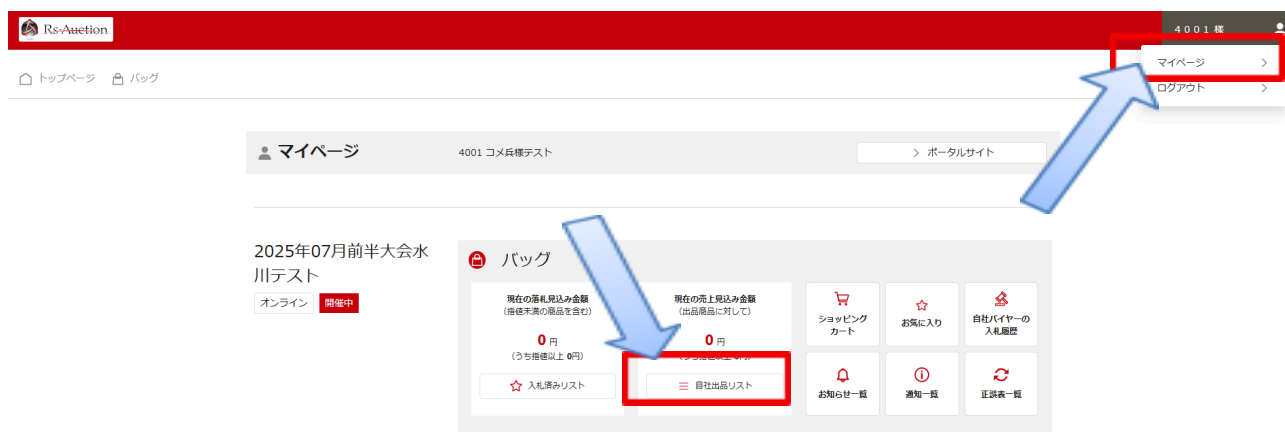 Rs-Auction
4001 様
マイページ
ログアウト
トップページ バッグ
マイページ 4001 コメ兵様テスト ポータルサイト
2025年07月前半大会水
川テスト
オンライン 開催中
バッグ
現在の落札見込み金額
(指値未満の商品を含む)
0 円
(うち指値以上 0円)
入札済みリスト
現在の売上見込み金額
(出品商品に対して)
0 円
自社出品リスト
ショッピング
カート
お気に入り
自社バイヤーの
入札履歴
お知らせ一覧
通知一覧
正誤表一覧